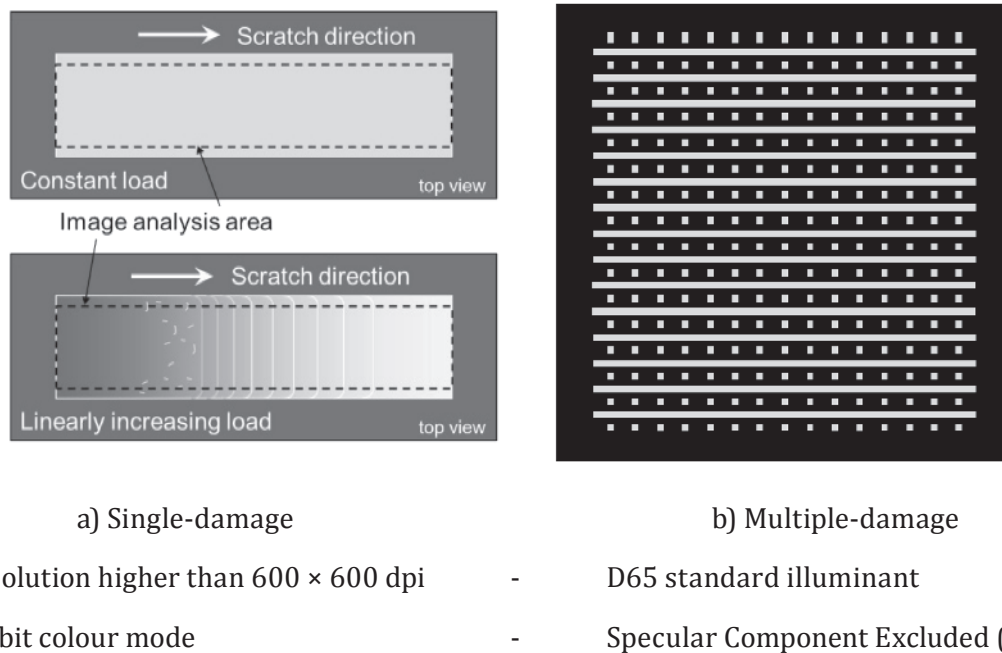 Scratch direction
Constant load
top view
Image analysis area
Scratch direction
Linearly increasing load
top view
a) Single-damage
b) Multiple-damage
olution higher than 600 × 600 dpi
-
D65 standard illuminant
bit colour mode
-
Specular Component Excluded (